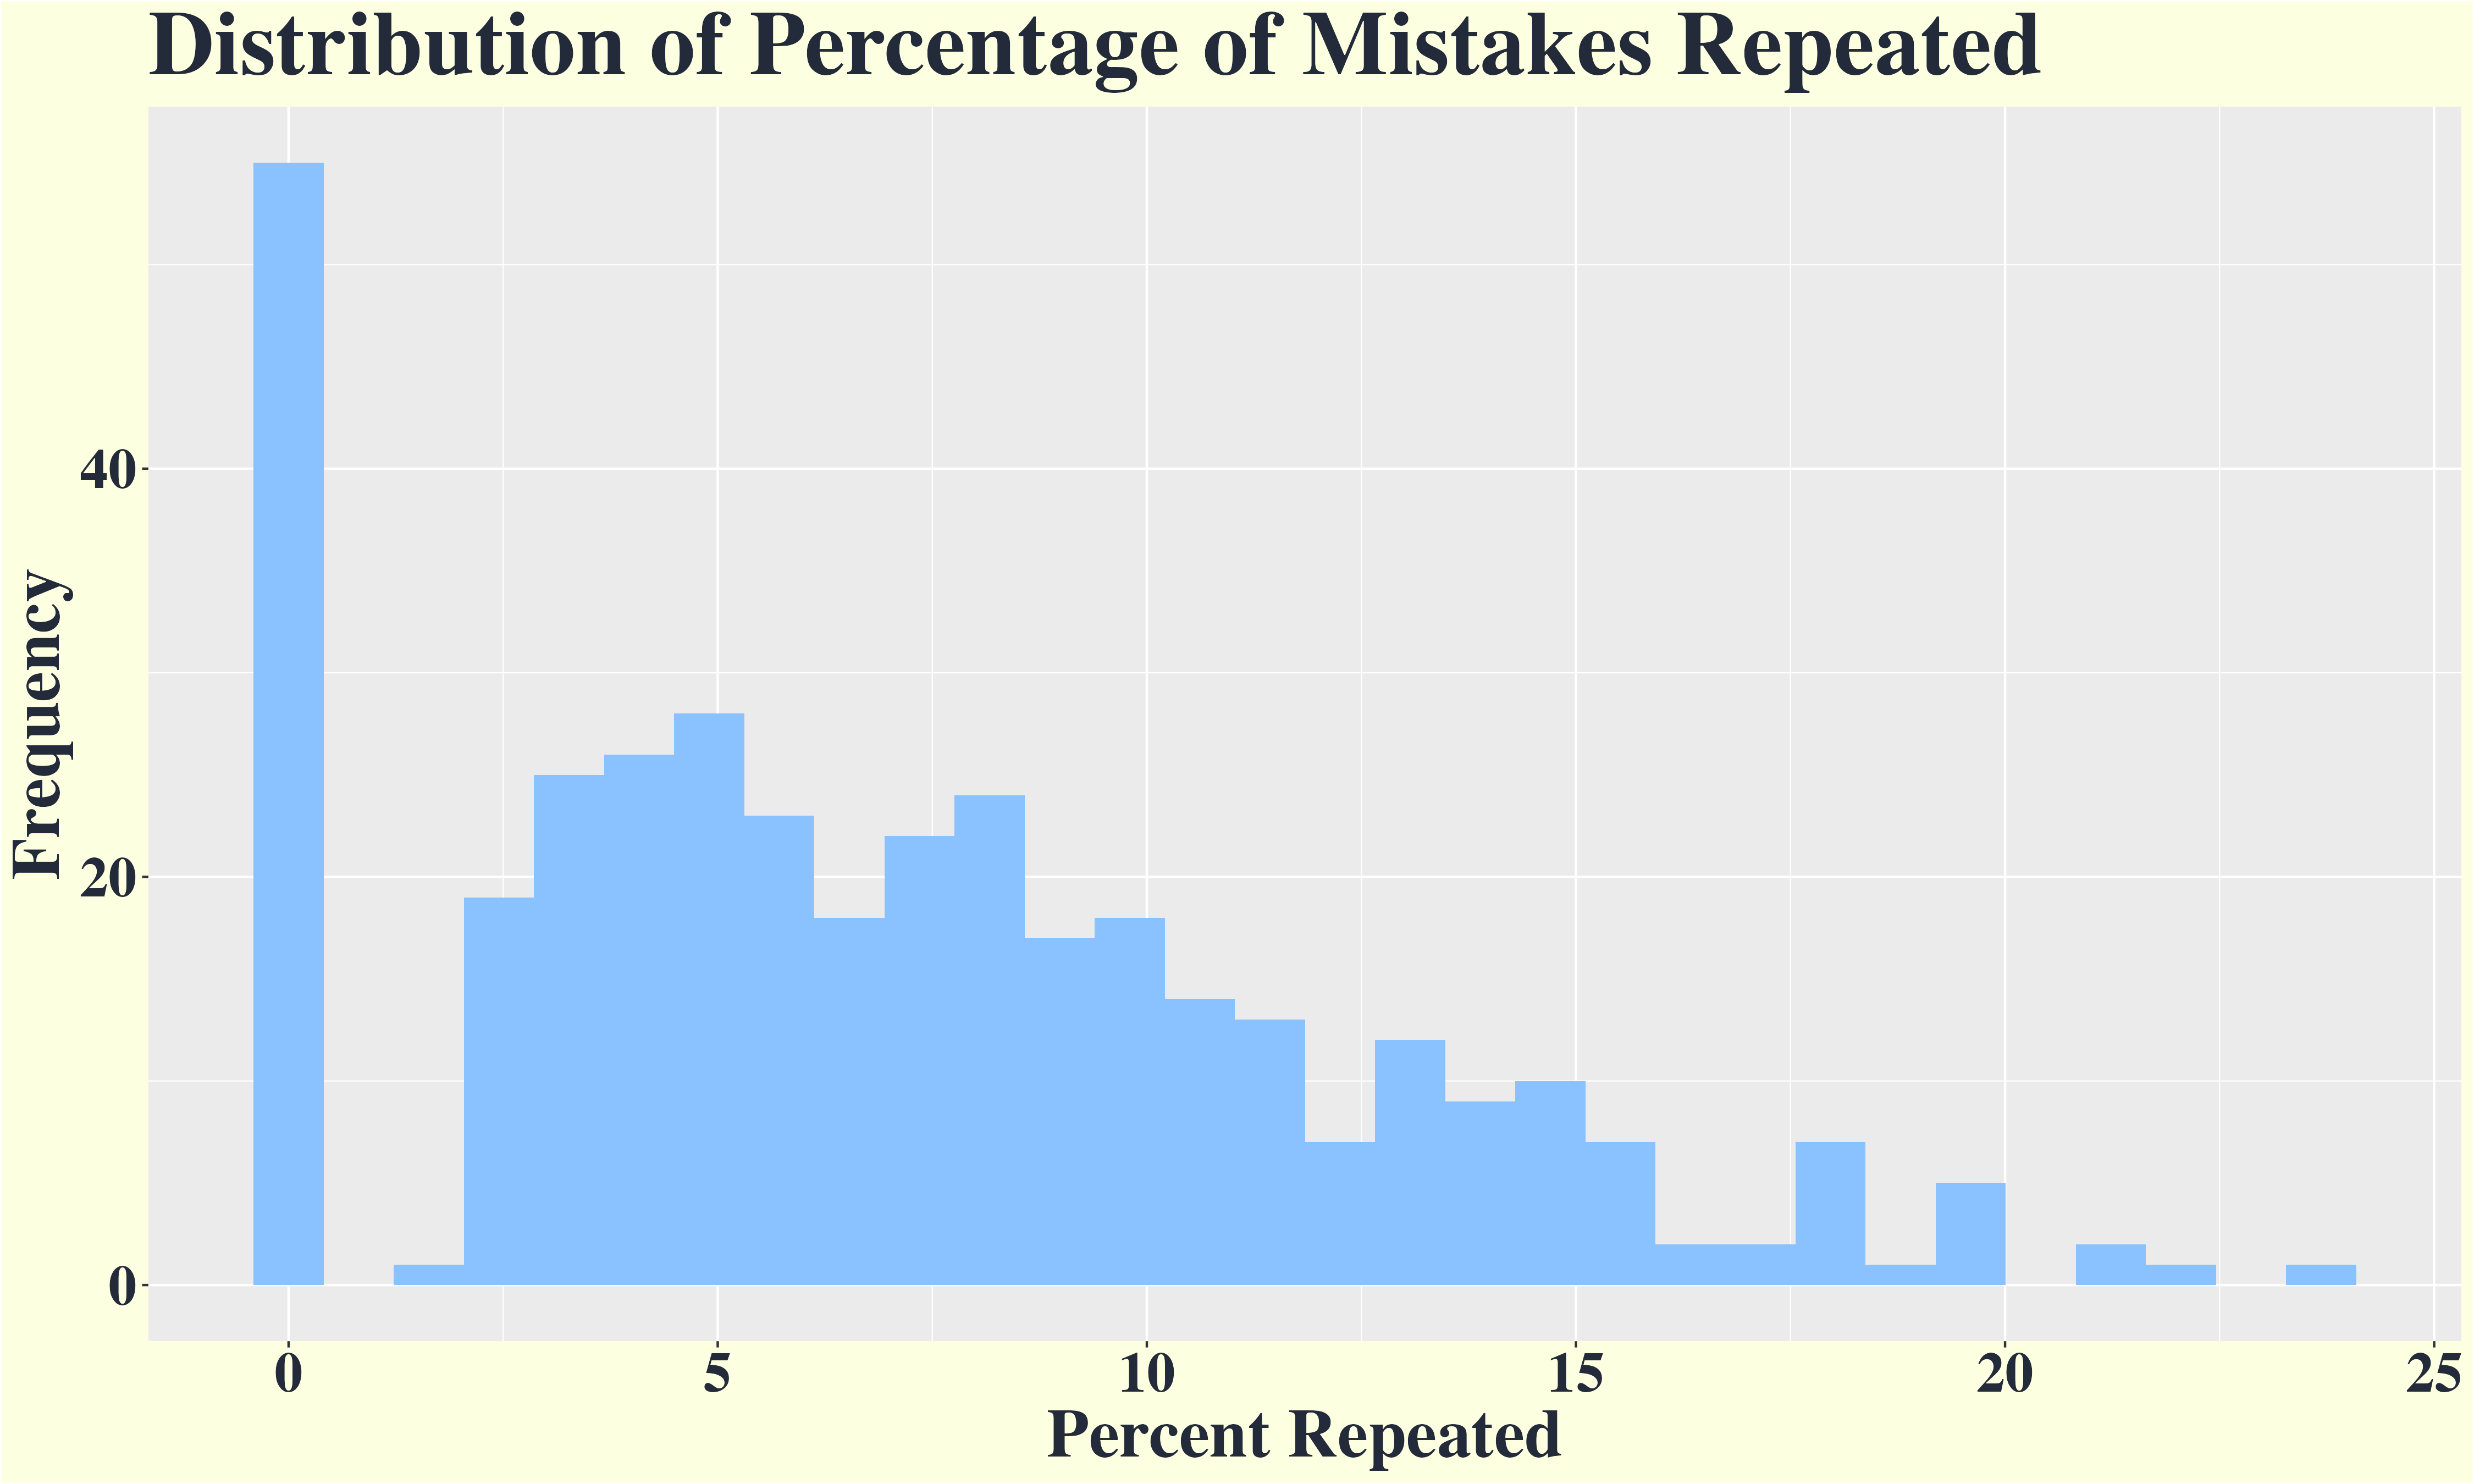 Distribution of Percentage of Mistakes Repeated
40
20
0
Frequency
0 5 10 15 20 25
Percent Repeated